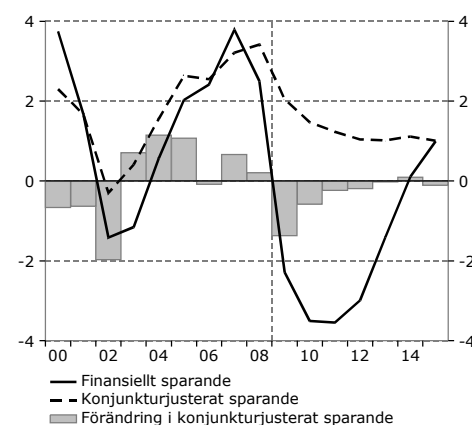 4 4
2 2
0 0
-2 -2
-4 -4
00 02 04 06 08 10 12 14
Finansiellt sparande
Konjunkturjusterat sparande
Förändring i konjunkturjusterat sparande